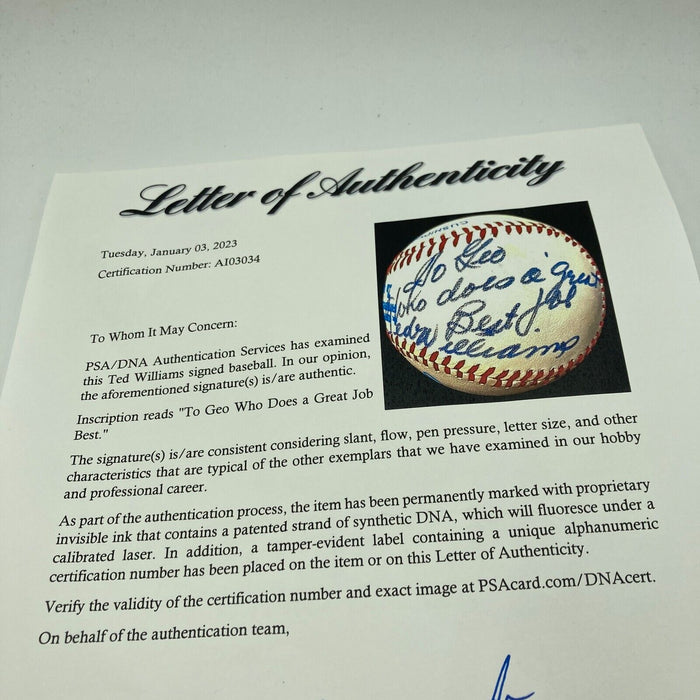 Letter of Authenticity
Tuesday, January 03, 2023
Certification Number: AI03034
To Geo
who does a great
Job
Best
Ted Williams
To Whom It May Concern:
PSA/DNA Authentication Services has examined
this Ted Williams signed baseball. In our opinion,
the aforementioned signature(s) is/are authentic.
Inscription reads "To Geo Who Does a Great Job
Best."
The signature(s) is/are consistent considering slant, flow, pen pressure, letter size, and other
characteristics that are typical of the other exemplars that we have examined in our hobby
and professional career.
As part of the authentication process, the item has been permanently marked with proprietary
invisible ink that contains a patented strand of synthetic DNA, which will fluoresce under a
calibrated laser. In addition, a tamper-evident label containing a unique alphanumeric
certification number has been placed on the item or on this Letter of Authenticity.
Verify the validity of the certification number and exact image at PSAcard.com/DNAcert.
On behalf of the authentication team,